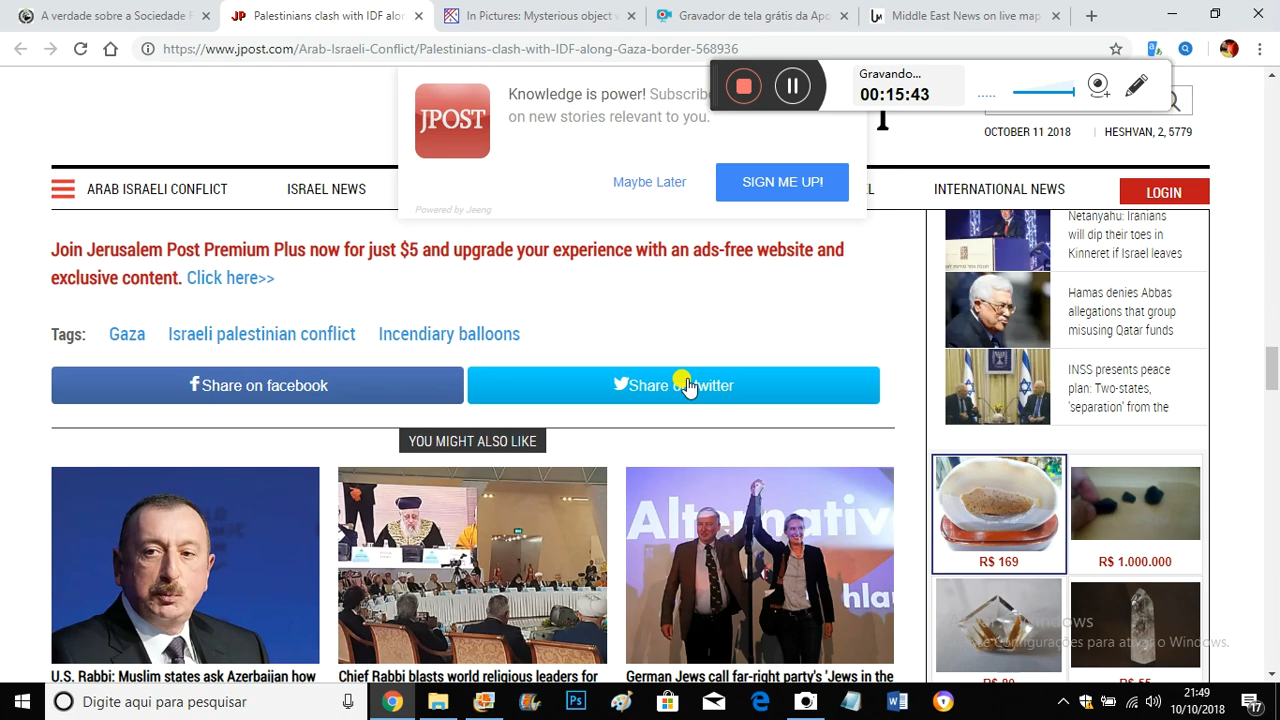 A verdade sobre a Sociedade F
Palestinians clash with IDF alon
In Pictures: Mysterious object w
Gravador de tela grátis da Apo
Middle East News on live map
https://www.jpost.com/Arab-Israeli-Conflict/Palestinians-clash-with-IDF-along-Gaza-border-568936
JPOST
Knowledge is power! Subscribe
on new stories relevant to you.
Maybe Later
SIGN ME UP!
Powered by Jeeng
Gravando...
00:15:43
OCTOBER 11 2018
HESHVAN, 2, 5779
ARAB ISRAELI CONFLICT
ISRAEL NEWS
INTERNATIONAL NEWS
LOGIN
Join Jerusalem Post Premium Plus now for just $5 and upgrade your experience with an ads-free website and
exclusive content. Click here>>
Tags: Gaza Israeli palestinian conflict Incendiary balloons
Share on facebook
Share on twitter
YOU MIGHT ALSO LIKE
Alternativ
hlan
U.S. Rabbi: Muslim states ask Azerbaijan how
Chief Rabbi blasts world religious leaders for
German Jews call far-right party's 'Jews in the
Netanyahu: Iranians
will dip their toes in
Kinneret if Israel leaves
Hamas denies Abbas
allegations that group
misusing Qatar funds
INSS presents peace
plan: Two-states,
'separation' from the
R$ 169
R$ 1.000.000
Configurações para ativar o Windows.
Digite aqui para pesquisar
21:49
10/10/2018
17